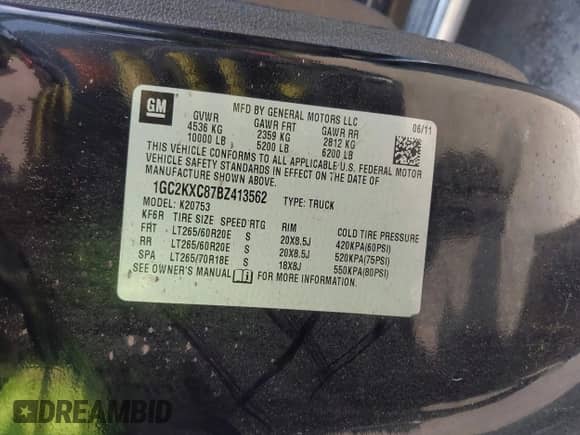 GM
MFD BY GENERAL MOTORS LLC
08/11
GVWR GAWR FRT GAWR RR
4536 KG 2359 KG 2812 KG
10000 LB 5200 LB 6200 LB
THIS VEHICLE CONFORMS TO ALL APPLICABLE U.S. FEDERAL MOTOR
VEHICLE SAFETY STANDARDS IN EFFECT ON THE DATE OF
MANUFACTURE SHOWN ABOVE.
1GC2KXC87BZ413562 TYPE: TRUCK
MODEL: K20753
KF6R TIRE SIZE SPEED RTG RIM COLD TIRE PRESSURE
FRT LT265/60R20E S 20X8.5J 420KPA(60PSI)
RR LT265/60R20E S 20X8.5J 520KPA(75PSI)
SPA LT265/70R18E S 18X8J 550KPA(80PSI)
SEE OWNER'S MANUAL FOR MORE INFORMATION.
DREAMBID